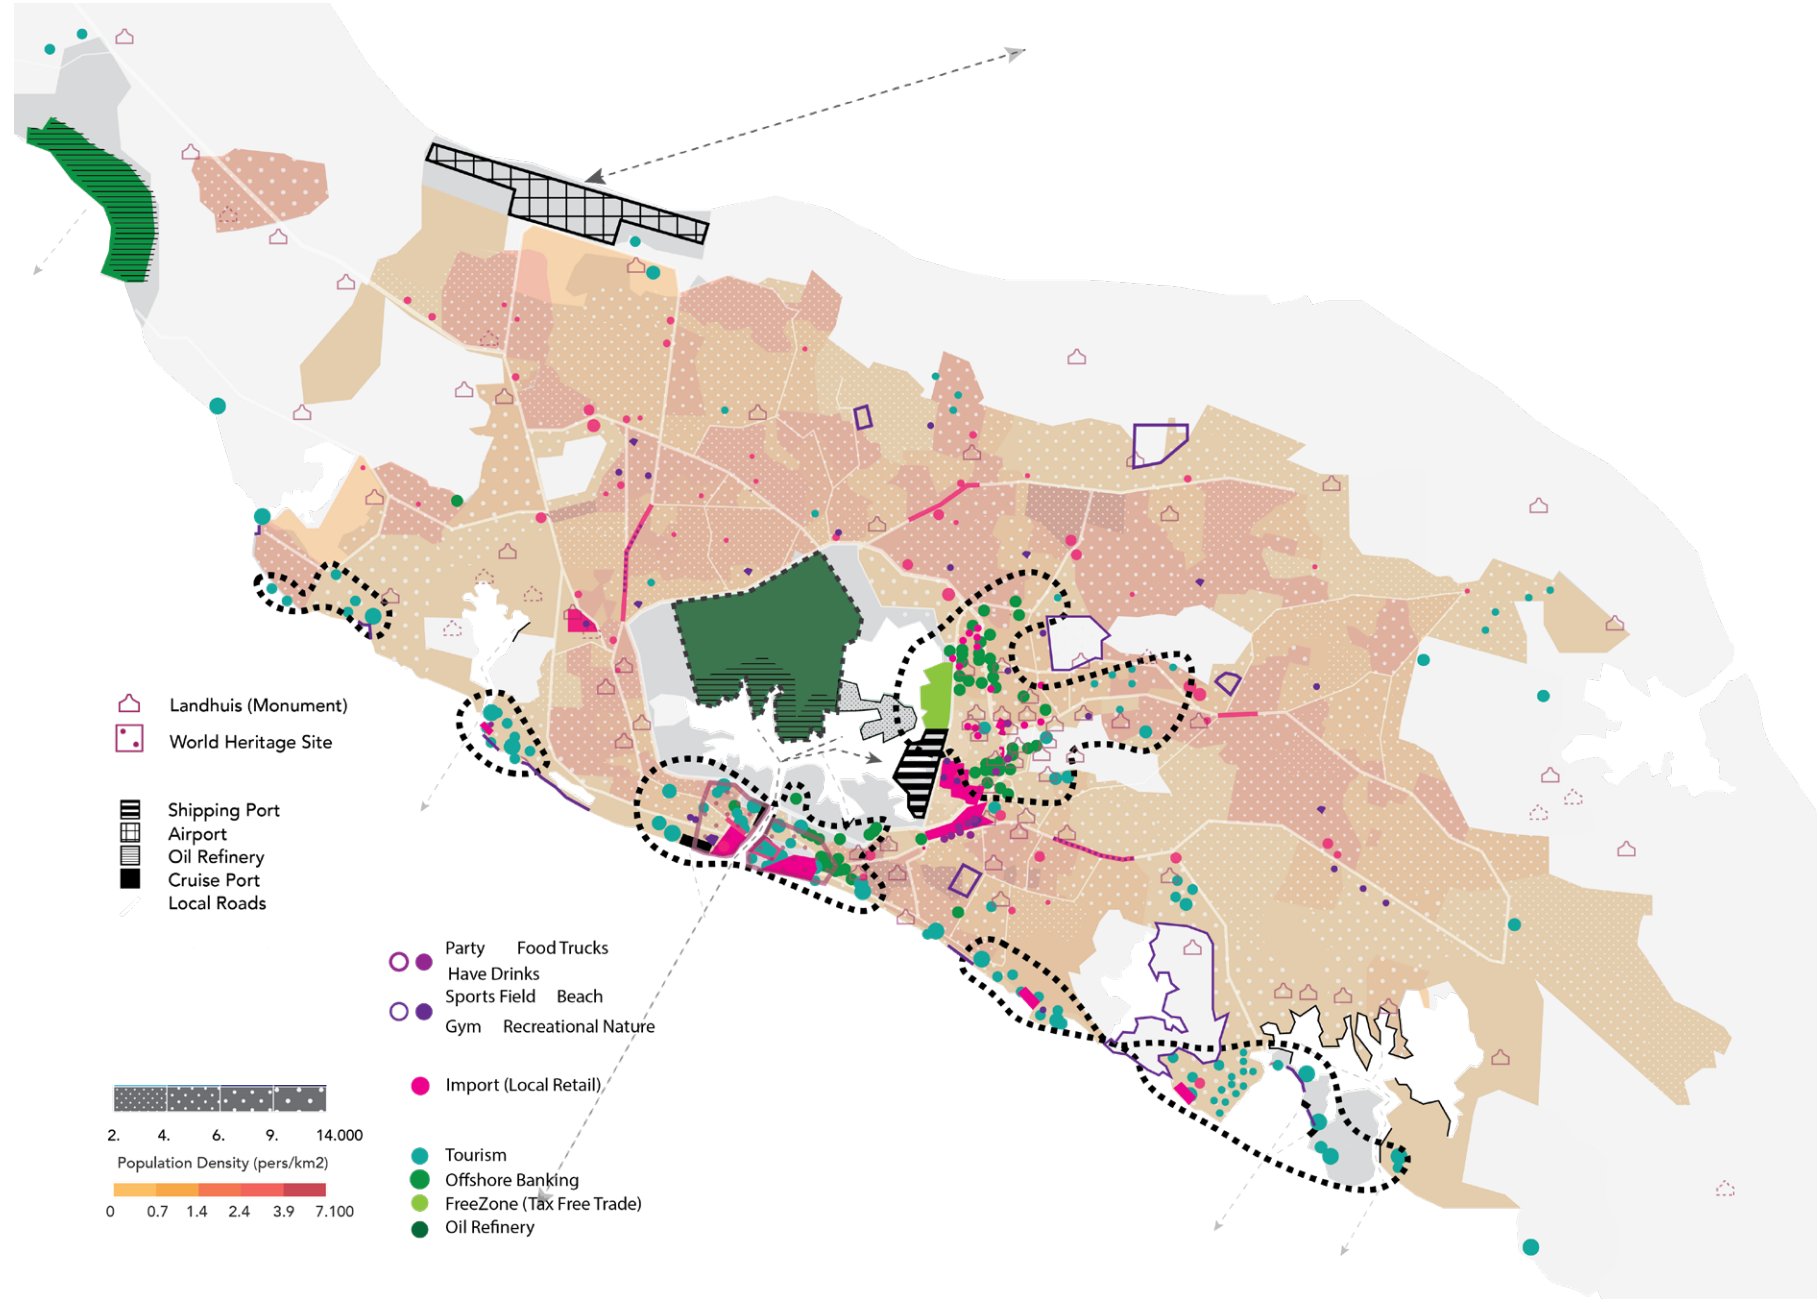 Landhuis (Monument)
World Heritage Site
Shipping Port
Airport
Oil Refinery
Cruise Port
Local Roads
Party Food Trucks
Have Drinks
Sports Field Beach
Gym Recreational Nature
Import (Local Retail)
2. 4. 6. 9. 14.000
Population Density (pers/km2)
0 0.7 1.4 2.4 3.9 7.100
Tourism
Offshore Banking
FreeZone (Tax Free Trade)
Oil Refinery